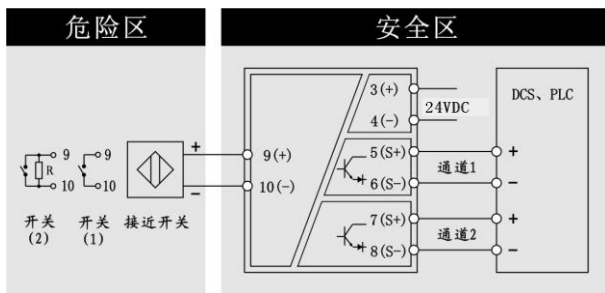 危险区
安全区
3(+)
4(-)
24VDC
DCS、PLC
9
R
10
9
10
+
−
9(+)
10(-)
5(S+)
6(S-)
通道1
+
−
7(S+)
8(S-)
通道2
+
−
开关
(2)
开关
(1)
接近开关